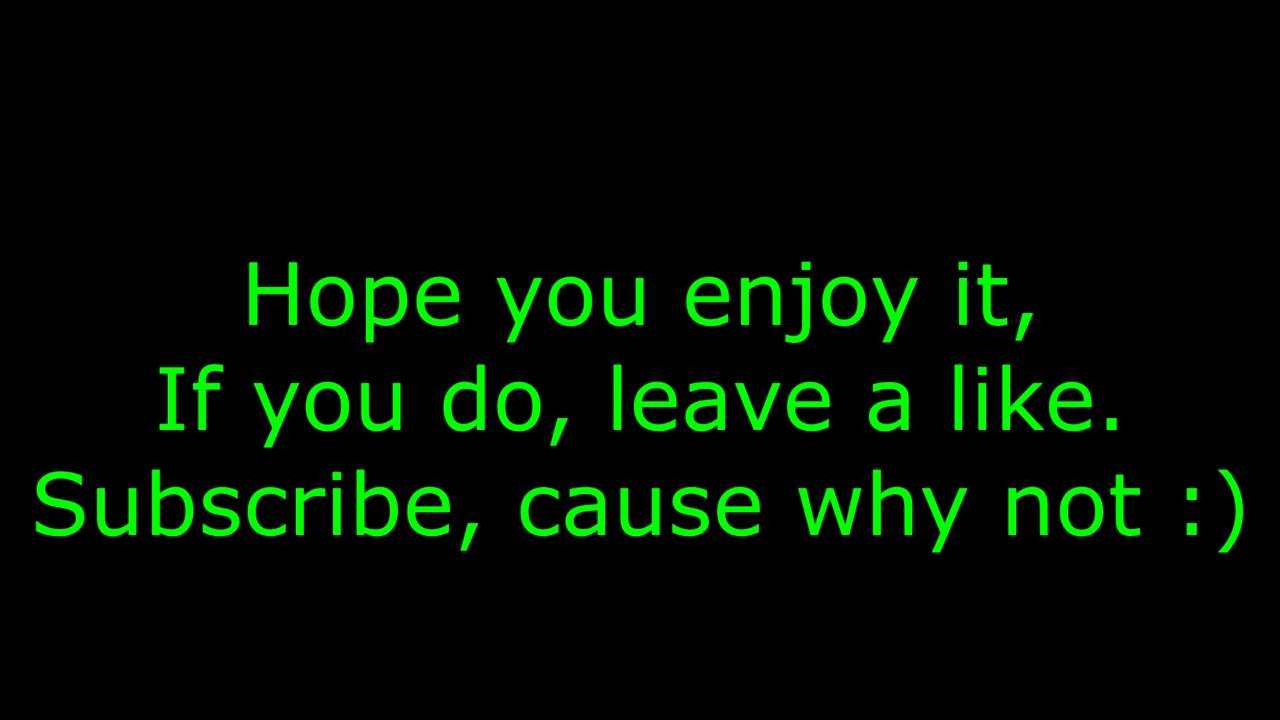 Hope you enjoy it,
If you do, leave a like.
Subscribe, cause why not :)